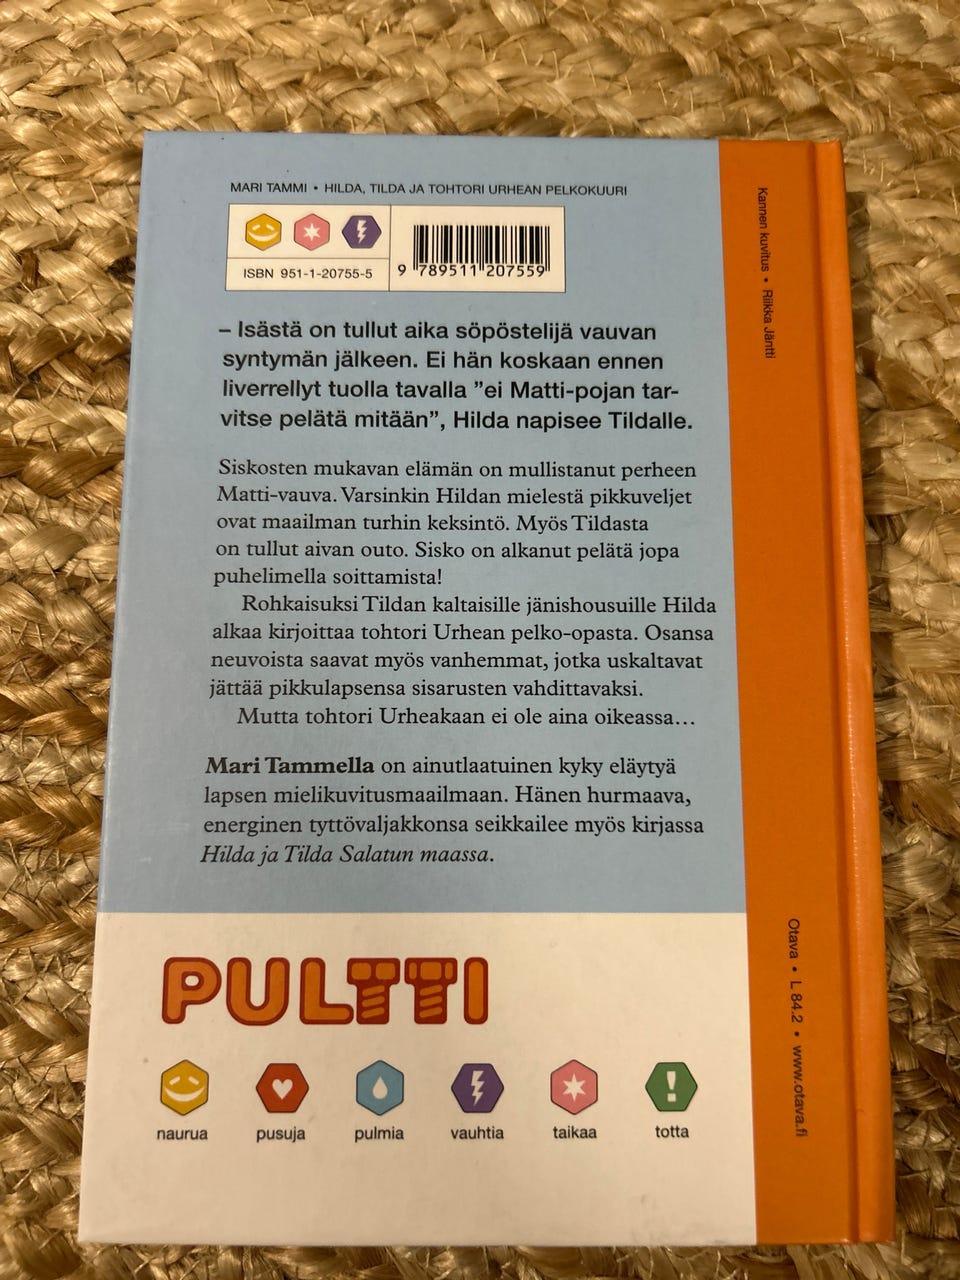 MARI TAMMI • HILDA, TILDA JA TOHTORI URHEAN PELKOKUURI
ISBN 951-1-20755-5
9 789511 207559
– Isästä on tullut aika söpöstelijä vauvan
syntymän jälkeen. Ei hän koskaan ennen
liverrellyt tuolla tavalla ”ei Matti-pojan tar-
vitse pelätä mitään”, Hilda napisee Tildalle.
Siskosten mukavan elämän on mullistanut perheen
Matti-vauva. Varsinkin Hildan mielestä pikkuveljet
ovat maailman turhin keksintö. Myös Tildasta
on tullut aivan outo. Sisko on alkanut pelätä jopa
puhelimella soittamista!
Rohkaisuksi Tildan kaltaisille jänishousuille Hilda
alkaa kirjoittaa tohtori Urhean pelko-opasta. Osansa
neuvoista saavat myös vanhemmat, jotka uskaltavat
jättää pikkulapsensa sisarusten vahdittavaksi.
Mutta tohtori Urheakaan ei ole aina oikeassa…
Mari Tammella on ainutlaatuinen kyky eläytyä
lapsen mielikuvitusmaailmaan. Hänen hurmaava,
energinen tyttövaljakkonsa seikkailee myös kirjassa
Hilda ja Tilda Salatun maassa.
PULTTI
naurua pusuja pulmia vauhtia taikaa totta
Kannen kuvitus • Riikka Jäntti
Otava • L 84.2 • www.otava.fi